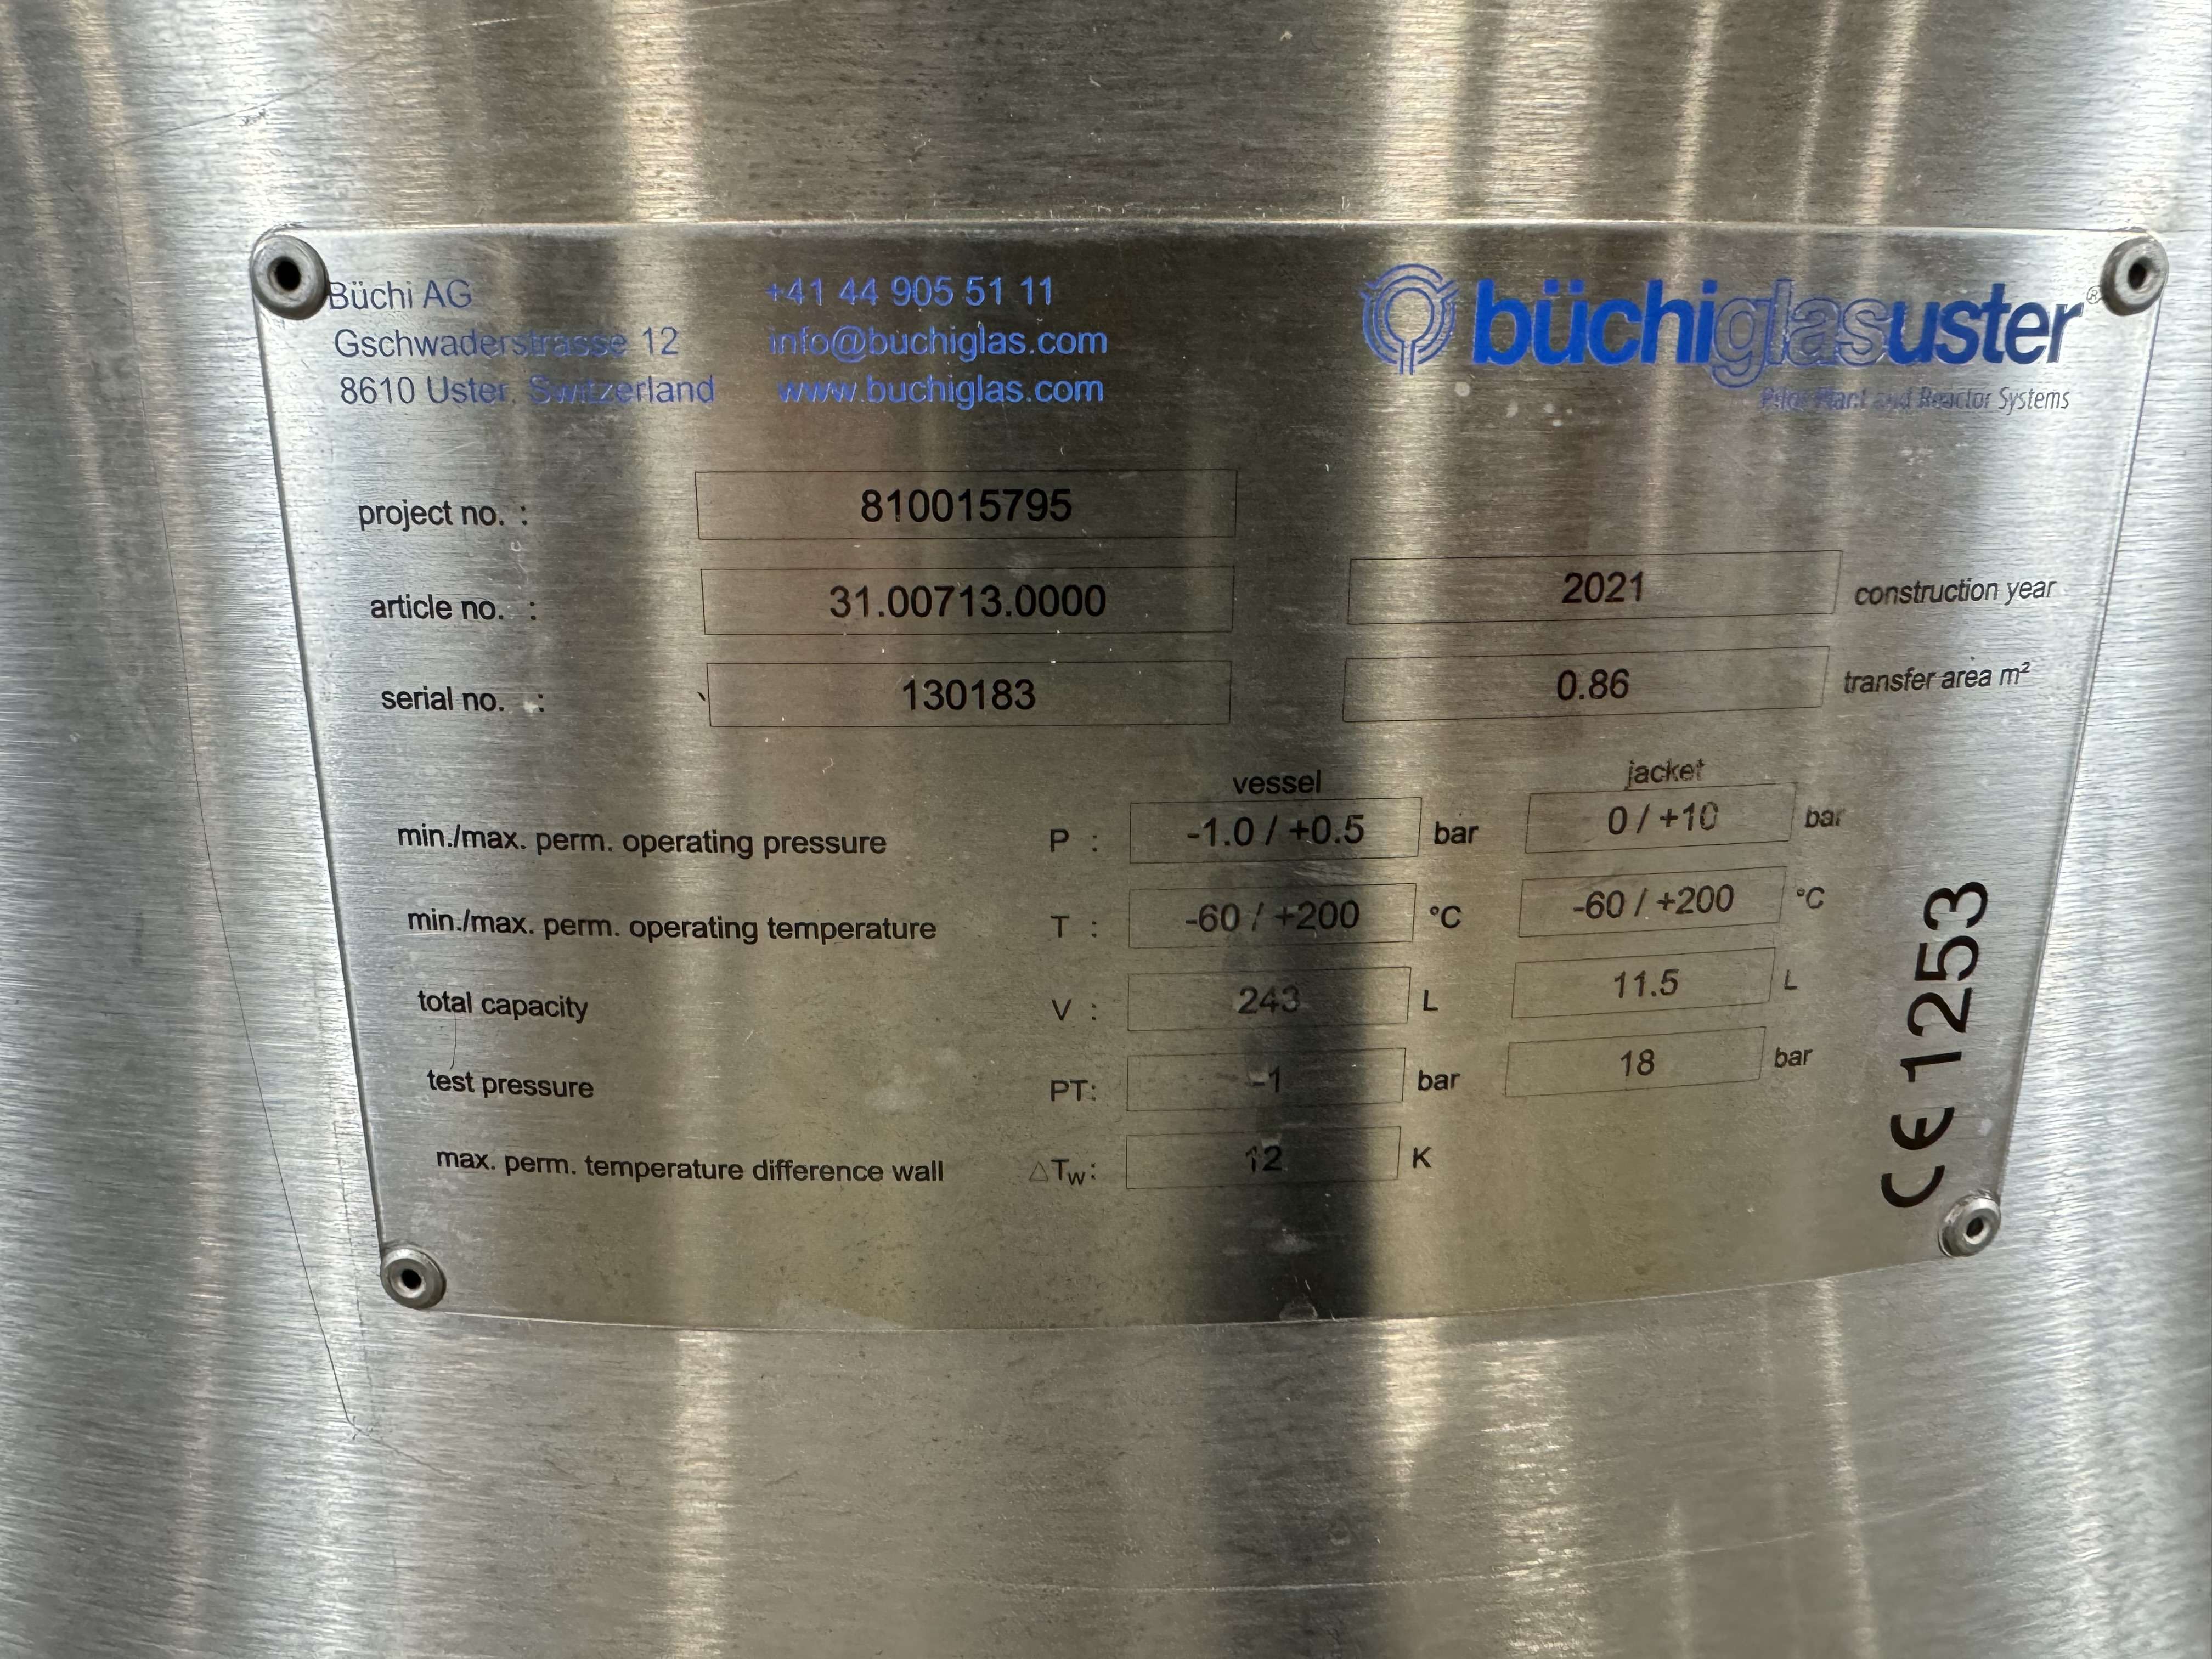 Büchi AG
Gschwaderstrasse 12
8610 Uster, Switzerland
+41 44 905 51 11
info@buchiglas.com
www.buchiglas.com
büchiglasuster®
Pilot Plant and Reactor Systems
project no. : 810015795
article no. : 31.00713.0000 2021 construction year
serial no. : 130183 0.86 transfer area m²
vessel jacket
min./max. perm. operating pressure P : -1.0 / +0.5 bar 0 / +10 bar
min./max. perm. operating temperature T : -60 / +200 °C -60 / +200 °C
total capacity V : 243 L 11.5 L
test pressure PT: -1 bar 18 bar
max. perm. temperature difference wall △Tw: 12 K
CE 1253